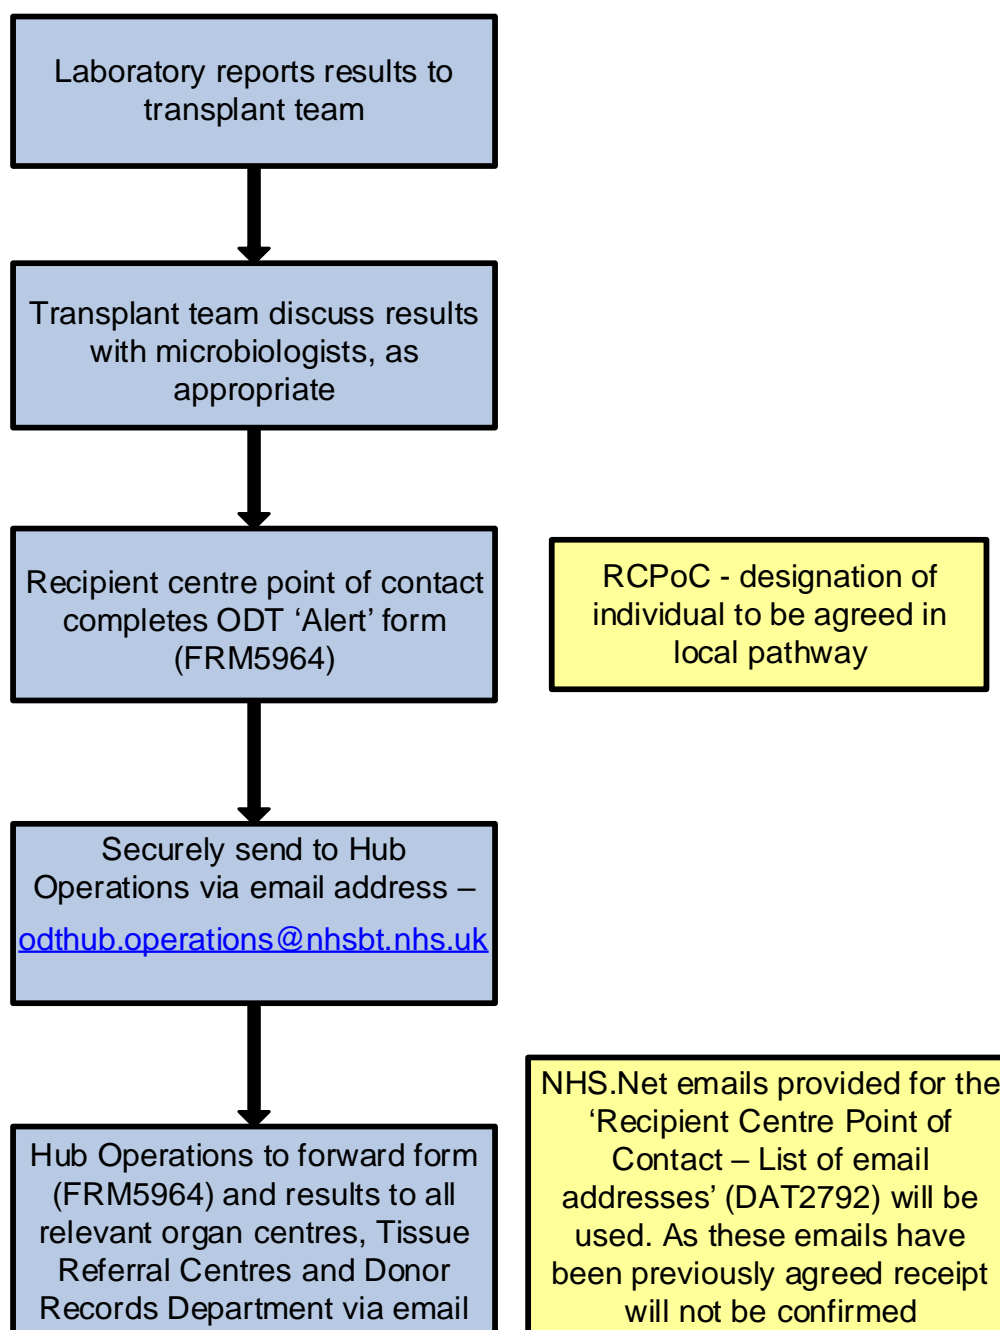 Laboratory reports results to
transplant team
Transplant team discuss results
with microbiologists, as
appropriate
Recipient centre point of contact
completes ODT ‘Alert’ form
(FRM5964)
RCPoC - designation of
individual to be agreed in
local pathway
Securely send to Hub
Operations via email address –
odthub.operations@nhsbt.nhs.uk
Hub Operations to forward form
(FRM5964) and results to all
relevant organ centres, Tissue
Referral Centres and Donor
Records Department via email
NHS.Net emails provided for the
‘Recipient Centre Point of
Contact – List of email
addresses’ (DAT2792) will be
used. As these emails have
been previously agreed receipt
will not be confirmed